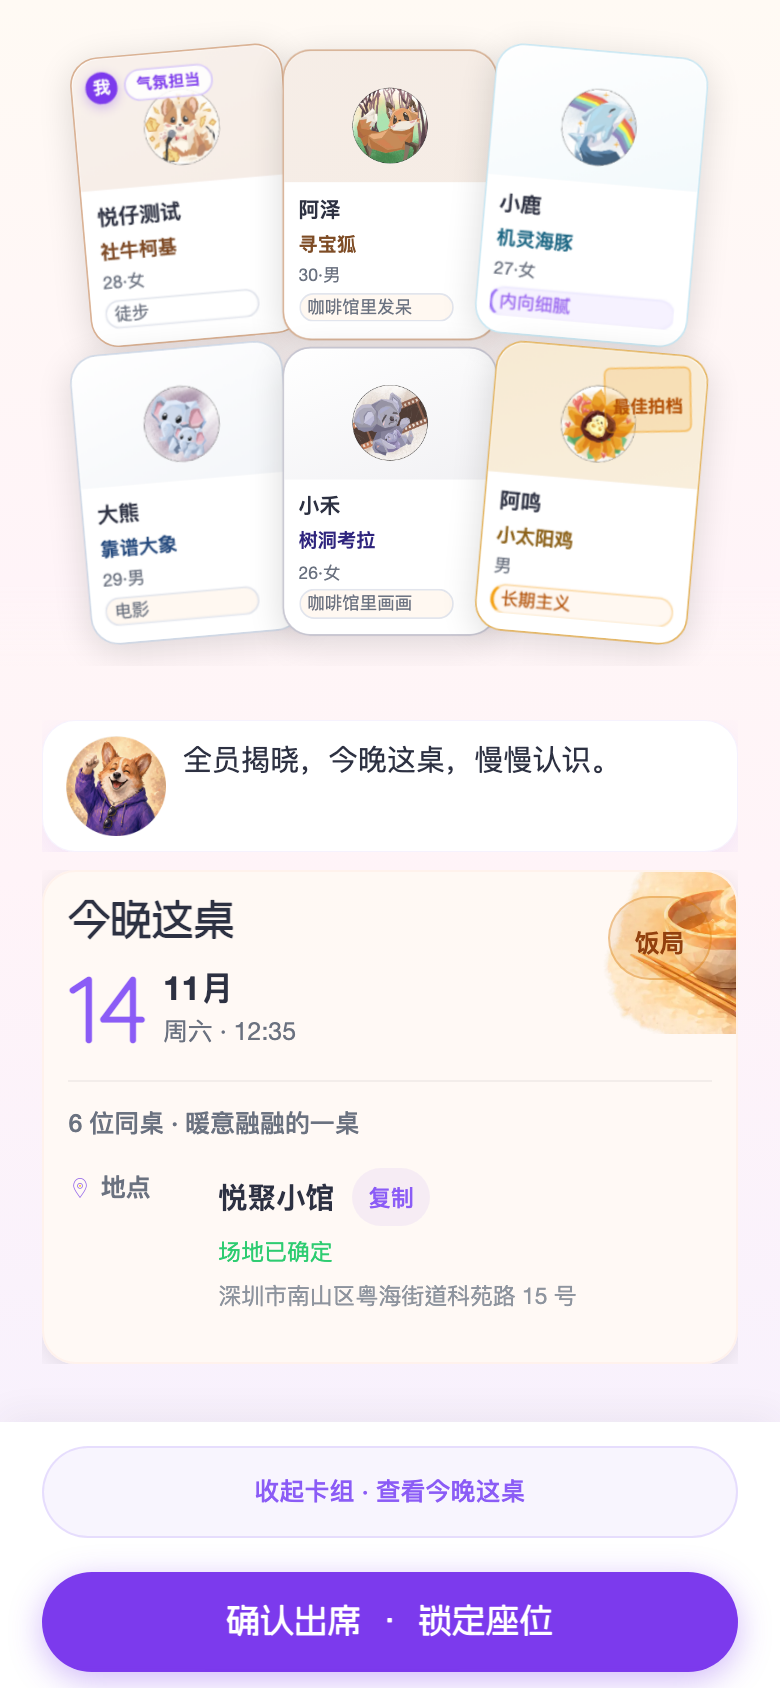 我 气氛担当
悦仔测试
社牛柯基
28·女
徒步
阿泽
寻宝狐
30·男
咖啡馆里发呆
小鹿
机灵海豚
27·女
内向细腻
大熊
靠谱大象
29·男
电影
小禾
树洞考拉
26·女
咖啡馆里画画
最佳拍档
阿鸣
小太阳鸡
男
长期主义
全员揭晓，今晚这桌，慢慢认识。
今晚这桌
饭局
14 11月
周六 · 12:35
6 位同桌 · 暖意融融的一桌
地点 悦聚小馆 复制
场地已确定
深圳市南山区粤海街道科苑路 15 号
收起卡组 · 查看今晚这桌
确认出席 · 锁定座位